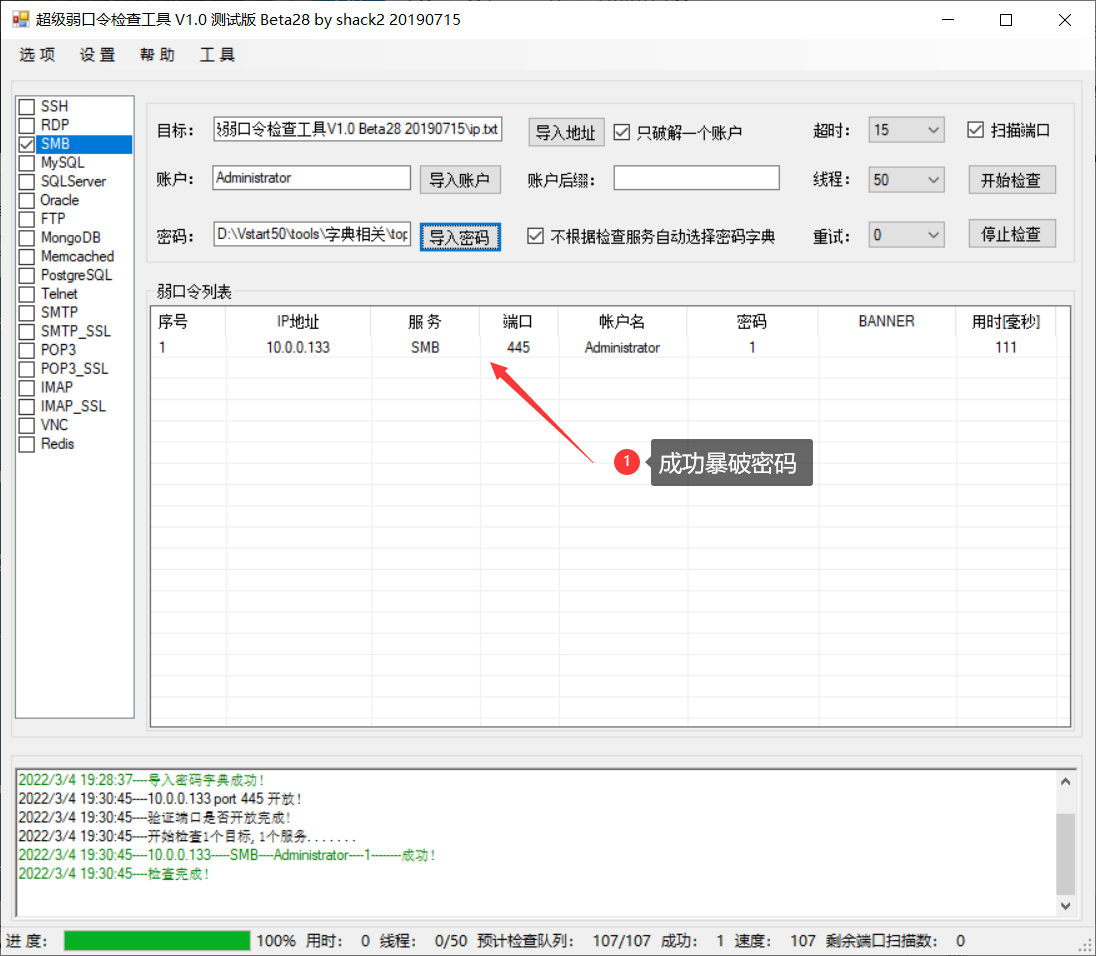 超级弱口令检查工具 V1.0 测试版 Beta28 by shack2 20190715
选项 设置 帮助 工具
SSH
RDP
SMB
MySQL
SQLServer
Oracle
FTP
MongoDB
Memcached
PostgreSQL
Telnet
SMTP
SMTP_SSL
POP3
POP3_SSL
IMAP
IMAP_SSL
VNC
Redis
目标: 弱口令检查工具V1.0 Beta28 20190715\ip.txt 导入地址 只破解一个账户 超时: 15 扫描端口
账户: Administrator 导入账户 账户后缀: 线程: 50 开始检查
密码: D:\Vstart50\tools\字典相关\top 导入密码 不根据检查服务自动选择密码字典 重试: 0 停止检查
弱口令列表
序号 IP地址 服务 端口 帐户名 密码 BANNER 用时[毫秒]
1 10.0.0.133 SMB 445 Administrator 1 111
1 成功暴破密码
2022/3/4 19:28:37----导入密码字典成功!
2022/3/4 19:30:45----10.0.0.133 port 445 开放!
2022/3/4 19:30:45----验证端口是否开放完成!
2022/3/4 19:30:45----开始检查1个目标, 1个服务.......
2022/3/4 19:30:45----10.0.0.133-----SMB----Administrator----1--------成功!
2022/3/4 19:30:45----检查完成!
进度: 100% 用时: 0 线程: 0/50 预计检查队列: 107/107 成功: 1 速度: 107 剩余端口扫描数: 0